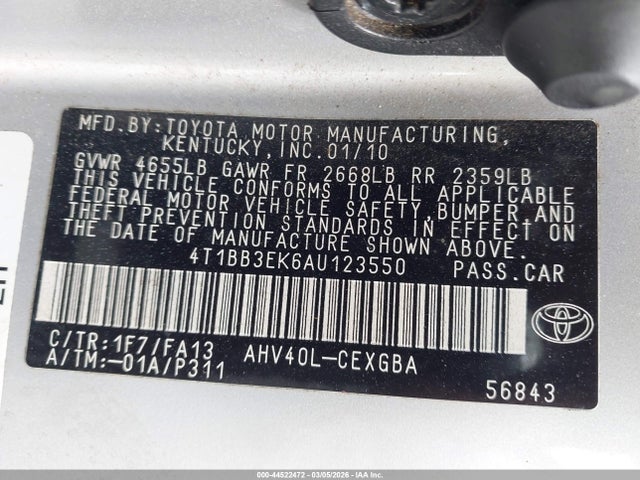 MFD.BY:TOYOTA MOTOR MANUFACTURING,
KENTUCKY, INC.01/10
GVWR 4655LB GAWR FR 2668LB RR 2359LB
THIS VEHICLE CONFORMS TO ALL APPLICABLE
FEDERAL MOTOR VEHICLE SAFETY, BUMPER, AND
THEFT PREVENTION STANDARDS IN EFFECT ON
THE DATE OF MANUFACTURE SHOWN ABOVE.
4T1BB3EK6AU123550 PASS.CAR
C/TR:1F7/FA13 AHV40L-CEXGBA
A/TM:-01A/P311
56843
TOYOTA
000-44522472 - 03/05/2026 - IAA